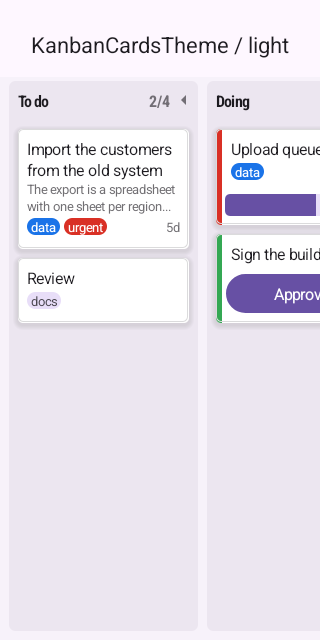 KanbanCardsTheme / light
To do
2/4
Import the customers
from the old system
The export is a spreadsheet
with one sheet per region...
data
urgent
5d
Review
docs
Doing
Upload queue
data
Sign the build
Approv